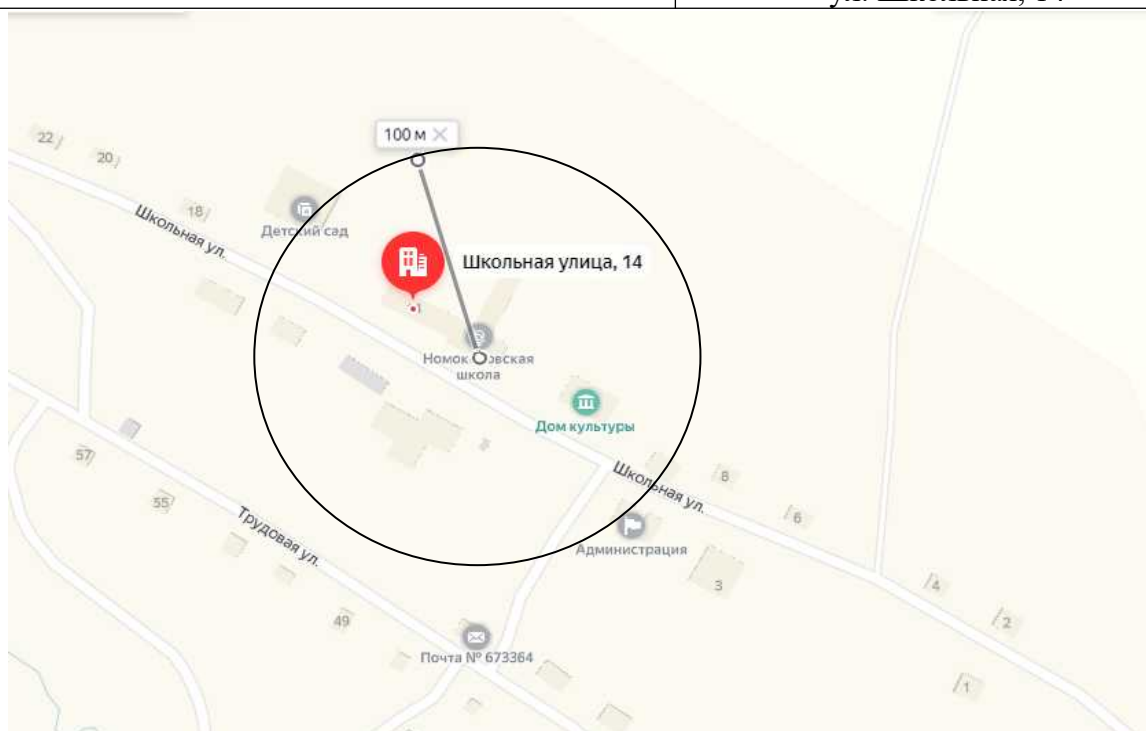 ул. Школьная, 14
100 м
22
20
18
Школьная ул.
Детский сад
Школьная улица, 14
школа
Дом культуры
57
55
Трудовая ул.
Школьная ул.
8
6
Администрация
3
4
2
49
Почта № 673364
1